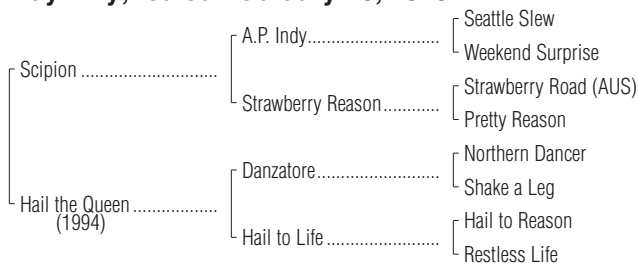 Seattle Slew
A.P. Indy
Weekend Surprise
Scipion
Strawberry Road (AUS)
Strawberry Reason
Pretty Reason
Northern Dancer
Danzatore
Shake a Leg
Hail the Queen
(1994)
Hail to Reason
Hail to Life
Restless Life